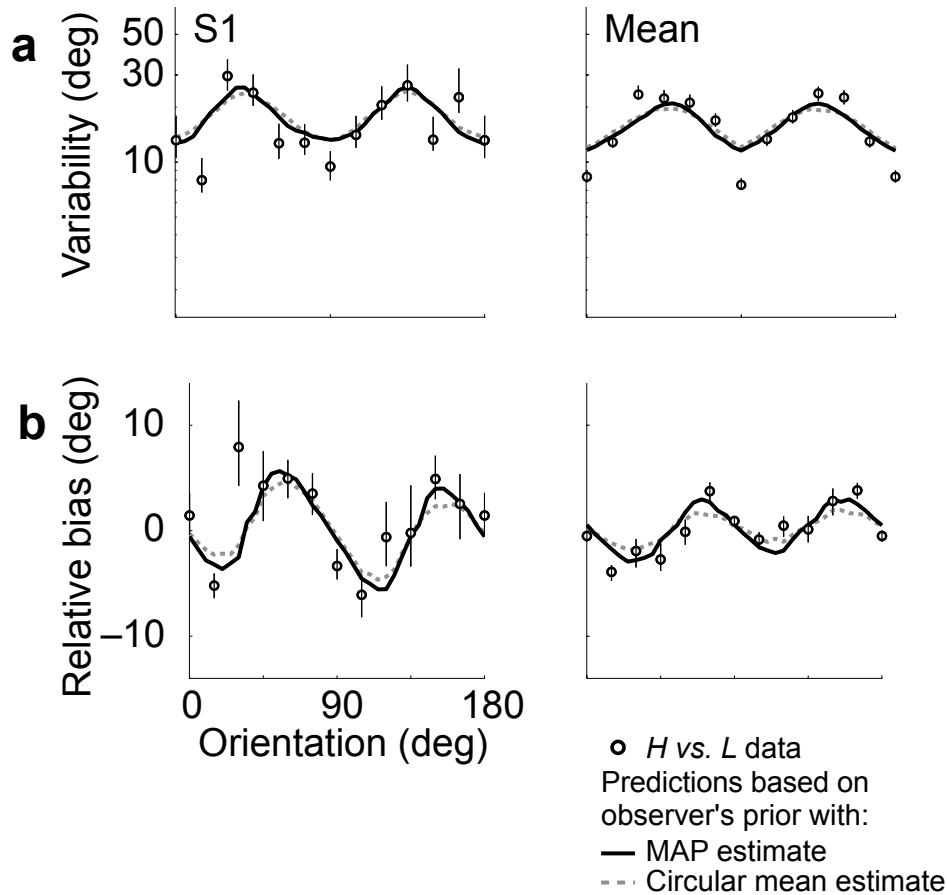 a
S1
Mean
Variability (deg)
50
30
10
b
Relative bias (deg)
10
0
–10
0
90
180
Orientation (deg)
H vs. L data
Predictions based on
observer's prior with:
MAP estimate
Circular mean estimate